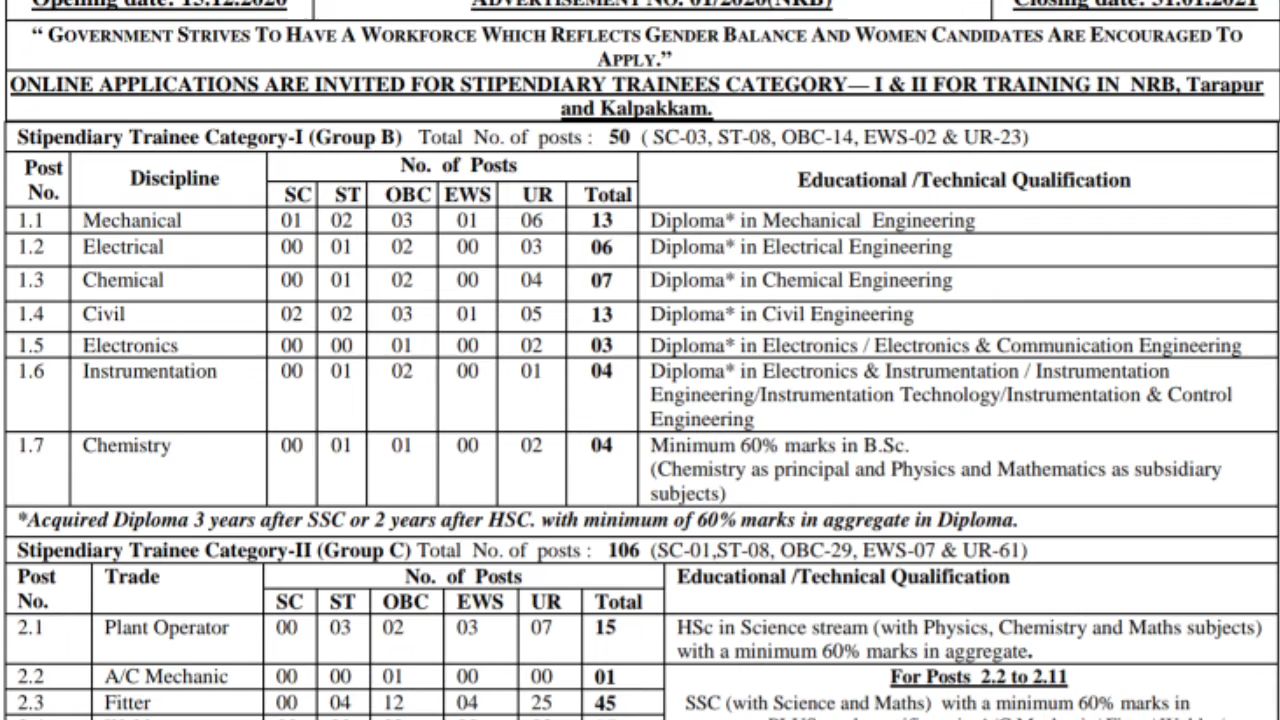 Opening date: 15.12.2020 ADVERTISEMENT NO. 01/2020(NRB) Closing date: 31.01.2021
“ GOVERNMENT STRIVES TO HAVE A WORKFORCE WHICH REFLECTS GENDER BALANCE AND WOMEN CANDIDATES ARE ENCOURAGED TO
APPLY.”
ONLINE APPLICATIONS ARE INVITED FOR STIPENDIARY TRAINEES CATEGORY— I & II FOR TRAINING IN NRB, Tarapur
and Kalpakkam.
Stipendiary Trainee Category-I (Group B) Total No. of posts : 50 ( SC-03, ST-08, OBC-14, EWS-02 & UR-23)
Post No. Discipline No. of Posts Educational /Technical Qualification
SC ST OBC EWS UR Total
1.1 Mechanical 01 02 03 01 06 13 Diploma* in Mechanical Engineering
1.2 Electrical 00 01 02 00 03 06 Diploma* in Electrical Engineering
1.3 Chemical 00 01 02 00 04 07 Diploma* in Chemical Engineering
1.4 Civil 02 02 03 01 05 13 Diploma* in Civil Engineering
1.5 Electronics 00 00 01 00 02 03 Diploma* in Electronics / Electronics & Communication Engineering
1.6 Instrumentation 00 01 02 00 01 04 Diploma* in Electronics & Instrumentation / Instrumentation
Engineering/Instrumentation Technology/Instrumentation & Control
Engineering
1.7 Chemistry 00 01 01 00 02 04 Minimum 60% marks in B.Sc.
(Chemistry as principal and Physics and Mathematics as subsidiary
subjects)
*Acquired Diploma 3 years after SSC or 2 years after HSC. with minimum of 60% marks in aggregate in Diploma.
Stipendiary Trainee Category-II (Group C) Total No. of posts : 106 (SC-01,ST-08, OBC-29, EWS-07 & UR-61)
Post Trade No. of Posts Educational /Technical Qualification
No. SC ST OBC EWS UR Total
2.1 Plant Operator 00 03 02 03 07 15 HSc in Science stream (with Physics, Chemistry and Maths subjects)
with a minimum 60% marks in aggregate.
2.2 A/C Mechanic 00 00 01 00 00 01 For Posts 2.2 to 2.11
2.3 Fitter 00 04 12 04 25 45 SSC (with Science and Maths) with a minimum 60% marks in